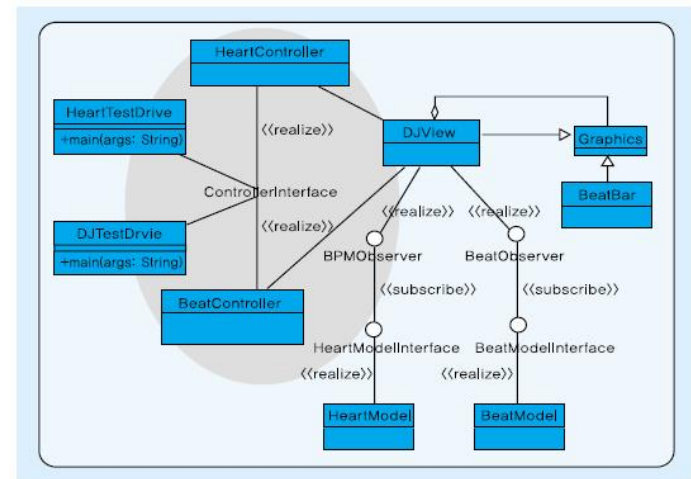 HeartController
HeartTestDrive
+main(args: String)
<<realize>>
DJView
Graphics
ControllerInterface
BeatBar
DJTestDrvie
+main(args: String)
<<realize>>
<<realize>>
<<realize>>
BPMObserver
BeatObserver
BeatController
<<subscribe>>
<<subscribe>>
HeartModelInterface
BeatModelInterface
<<realize>>
<<realize>>
HeartModel
BeatModel